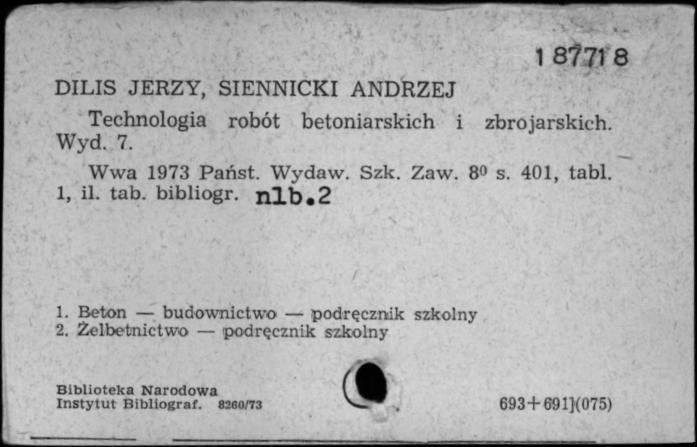 187718
DILIS JERZY, SIENNICKI ANDRZEJ
Technologia robót betoniarskich i zbrojarskich.
Wyd. 7.
Wwa 1973 Państ. Wydaw. Szk. Zaw. 8⁰ s. 401, tabl.
1, il. tab. bibliogr. nlb.2
1. Beton — budownictwo — podręcznik szkolny
2. Żelbetnictwo — podręcznik szkolny
Biblioteka Narodowa
Instytut Bibliograf. 8260/73
693+691](075)